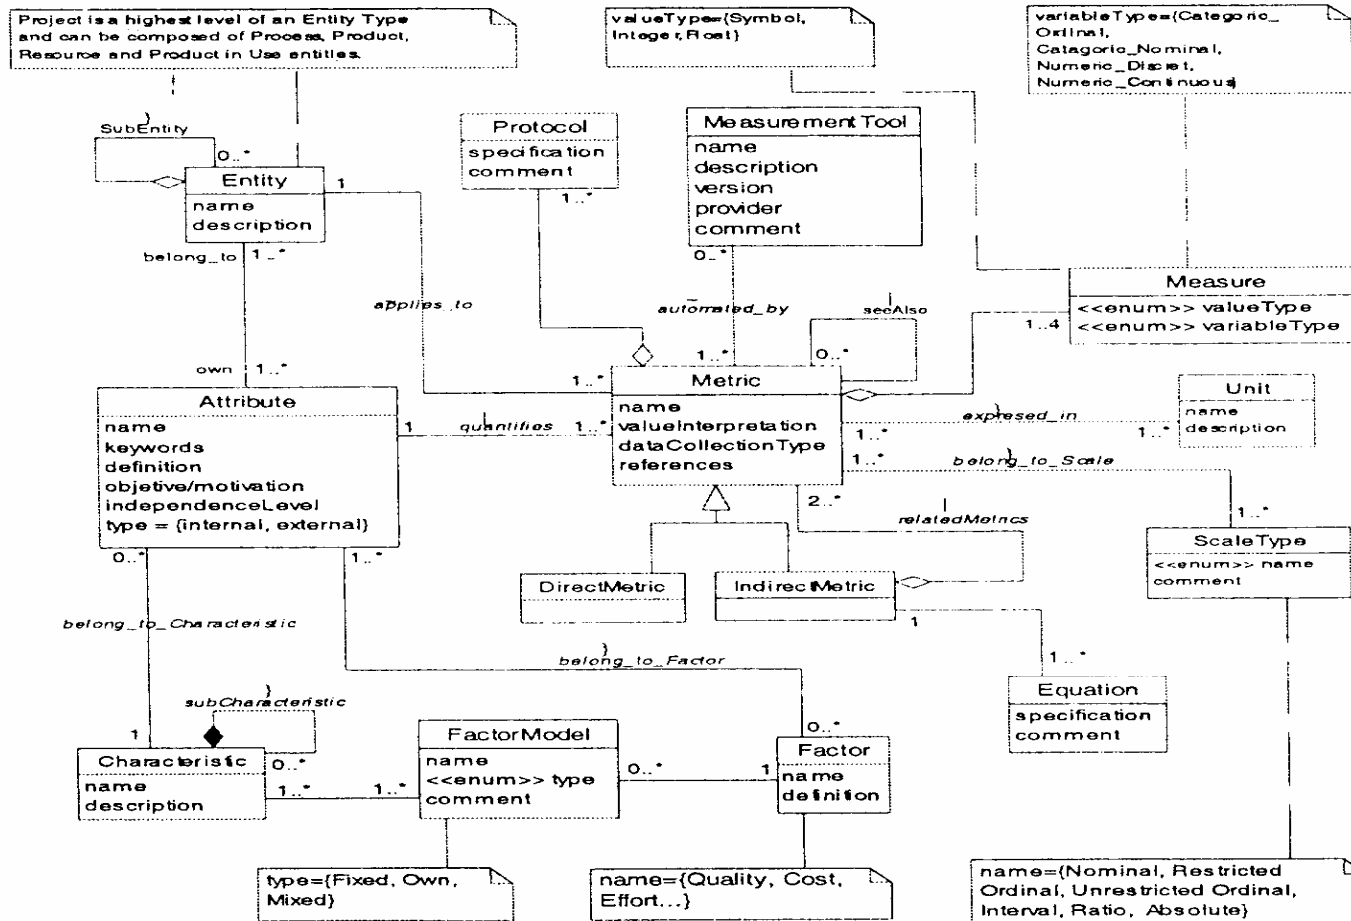 Project is a highest level of an Entity Type
and can be composed of Process, Product,
Resource and Product in Use entities.
valueType={Symbol,
Integer,Float}
variableType={Categoric_
Ordinal,
Catagoric_Nominal,
Numeric_Discret,
Numeric_Continuous}
SubEntity
0..*
Entity
name
description
1
Protocol
specification
comment
1..*
MeasurementTool
name
description
version
provider
comment
0..*
belong_to
1..*
applies_to
automated_by
seeAlso
Measure
<<enum>> valueType
<<enum>> variableType
1..4
own
1..*
1..*
1..*
0..*
Attribute
name
keywords
definition
objetive/motivation
independenceLevel
type = {internal, external}
1
quantifies
1..*
Metric
name
valueInterpretation
dataCollectionType
references
expresed_in
1..*
1..*
Unit
name
description
1..*
belong_to_Scale
1..*
2..*
relatedMetrics
ScaleType
<<enum>> name
comment
0..*
1..*
DirectMetric
IndirectMetric
1
1..*
Equation
specification
comment
belong_to_Characteristic
belong_to_Factor
subCharacteristic
1
0..*
Characteristic
name
description
1..*
1..*
FactorModel
name
<<enum>> type
comment
0..*
1
0..*
Factor
name
definition
type={Fixed, Own,
Mixed}
name={Quality, Cost,
Effort...}
name={Nominal, Restricted
Ordinal, Unrestricted Ordinal,
Interval, Ratio, Absolute}